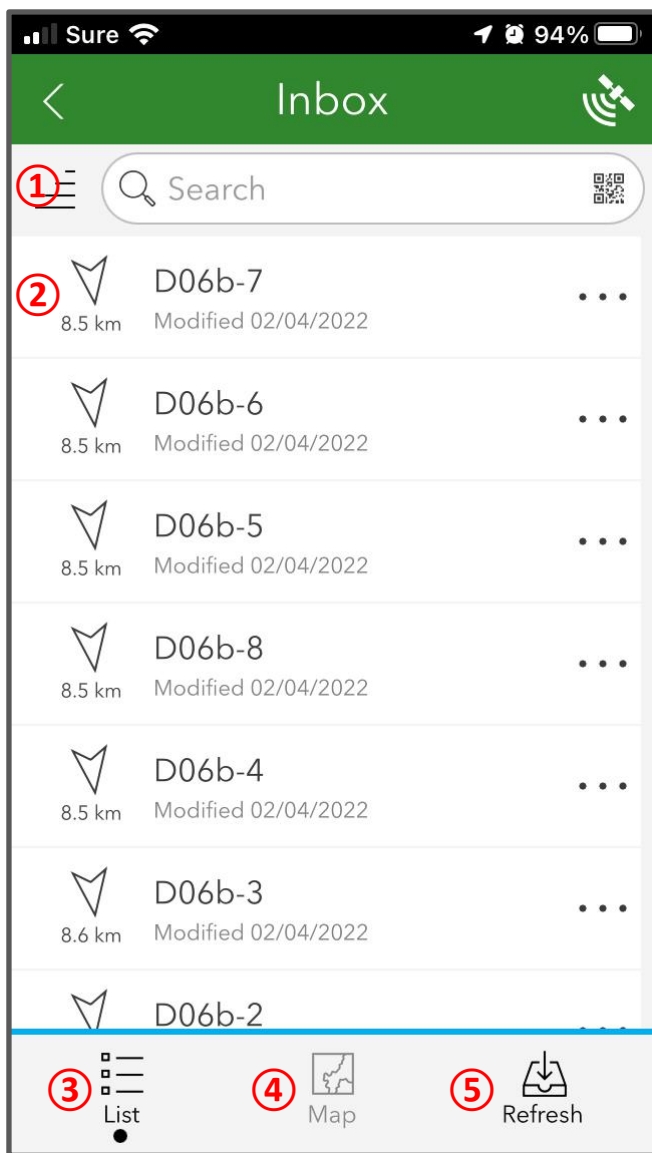 Sure 94%
Inbox
① Search
② D06b-7
8.5 km Modified 02/04/2022
D06b-6
8.5 km Modified 02/04/2022
D06b-5
8.5 km Modified 02/04/2022
D06b-8
8.5 km Modified 02/04/2022
D06b-4
8.5 km Modified 02/04/2022
D06b-3
8.6 km Modified 02/04/2022
D06b-2
③ ④ ⑤
List Map Refresh